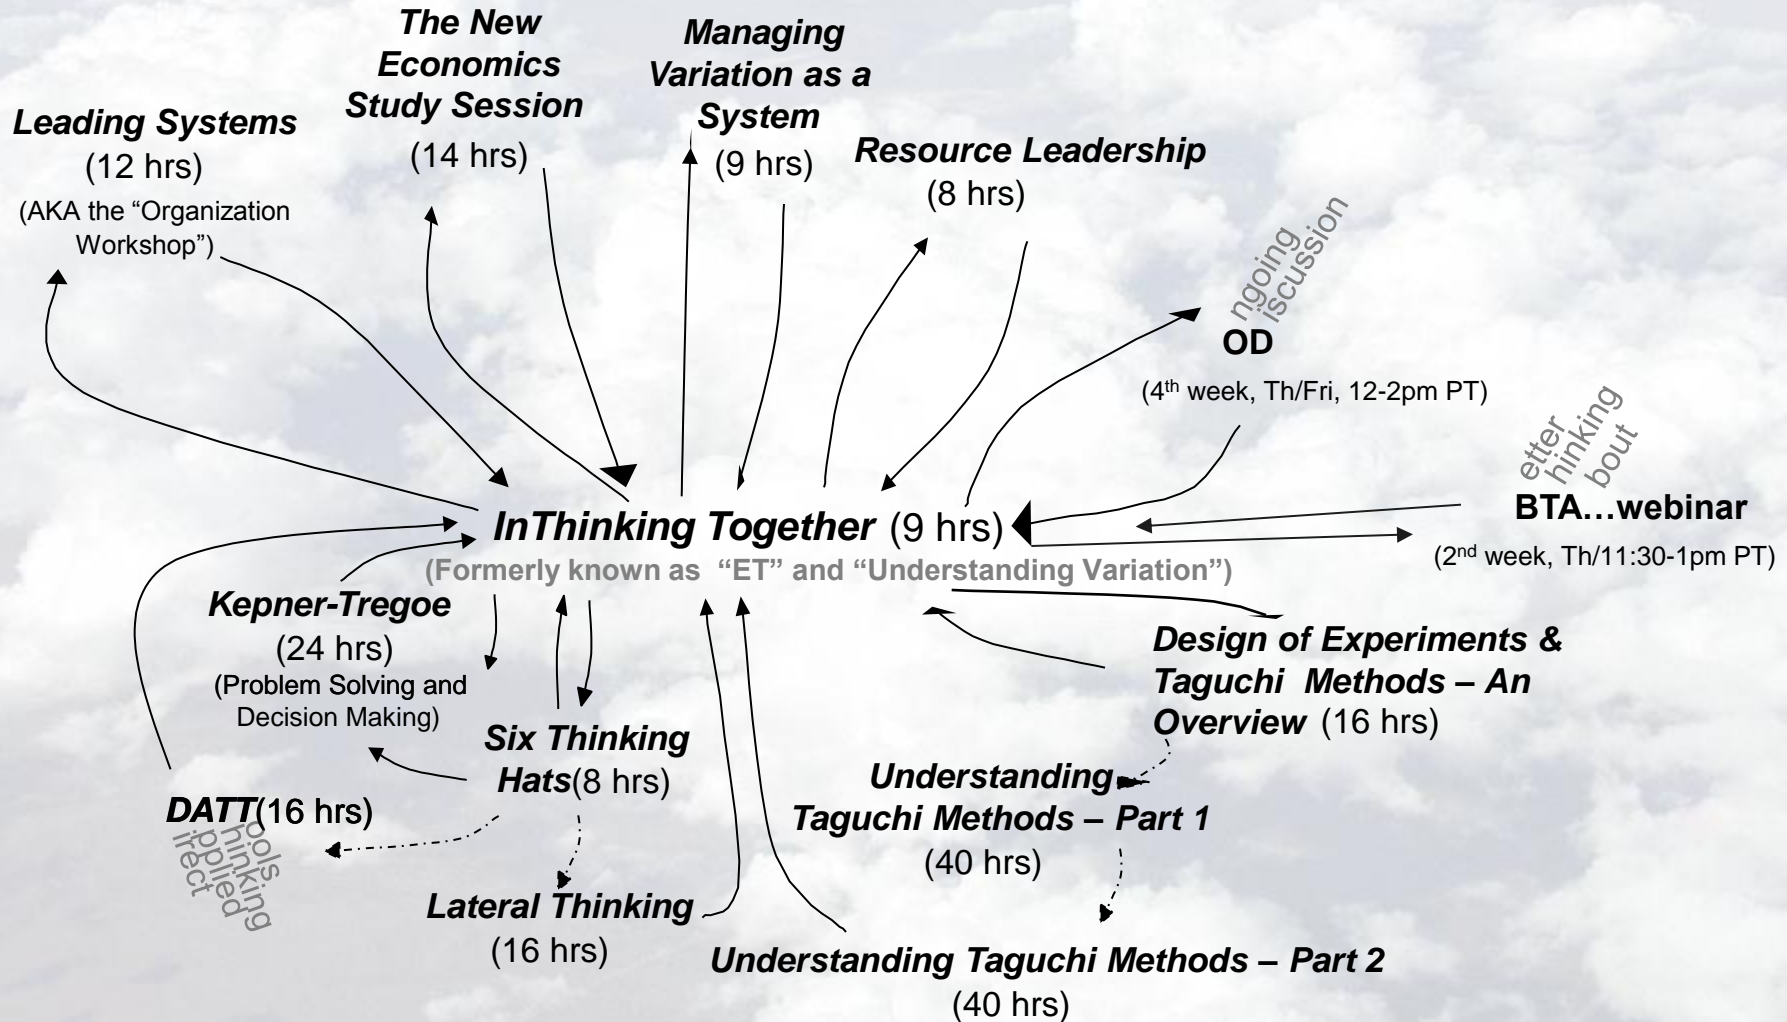 The New
Economics
Study Session
(14 hrs)
Managing
Variation as a
System
(9 hrs)
Leading Systems
(12 hrs)
(AKA the “Organization
Workshop”)
Resource Leadership
(8 hrs)
ngoing
iscussion
OD
(4th week, Th/Fri, 12-2pm PT)
etter
hinking
bout
BTA…webinar
(2nd week, Th/11:30-1pm PT)
InThinking Together (9 hrs)
(Formerly known as “ET” and “Understanding Variation”)
Kepner-Tregoe
(24 hrs)
(Problem Solving and
Decision Making)
Six Thinking
Hats(8 hrs)
DATT(16 hrs)
irect
pplied
hinking
ools
Lateral Thinking
(16 hrs)
Design of Experiments &
Taguchi Methods – An
Overview (16 hrs)
Understanding
Taguchi Methods – Part 1
(40 hrs)
Understanding Taguchi Methods – Part 2
(40 hrs)